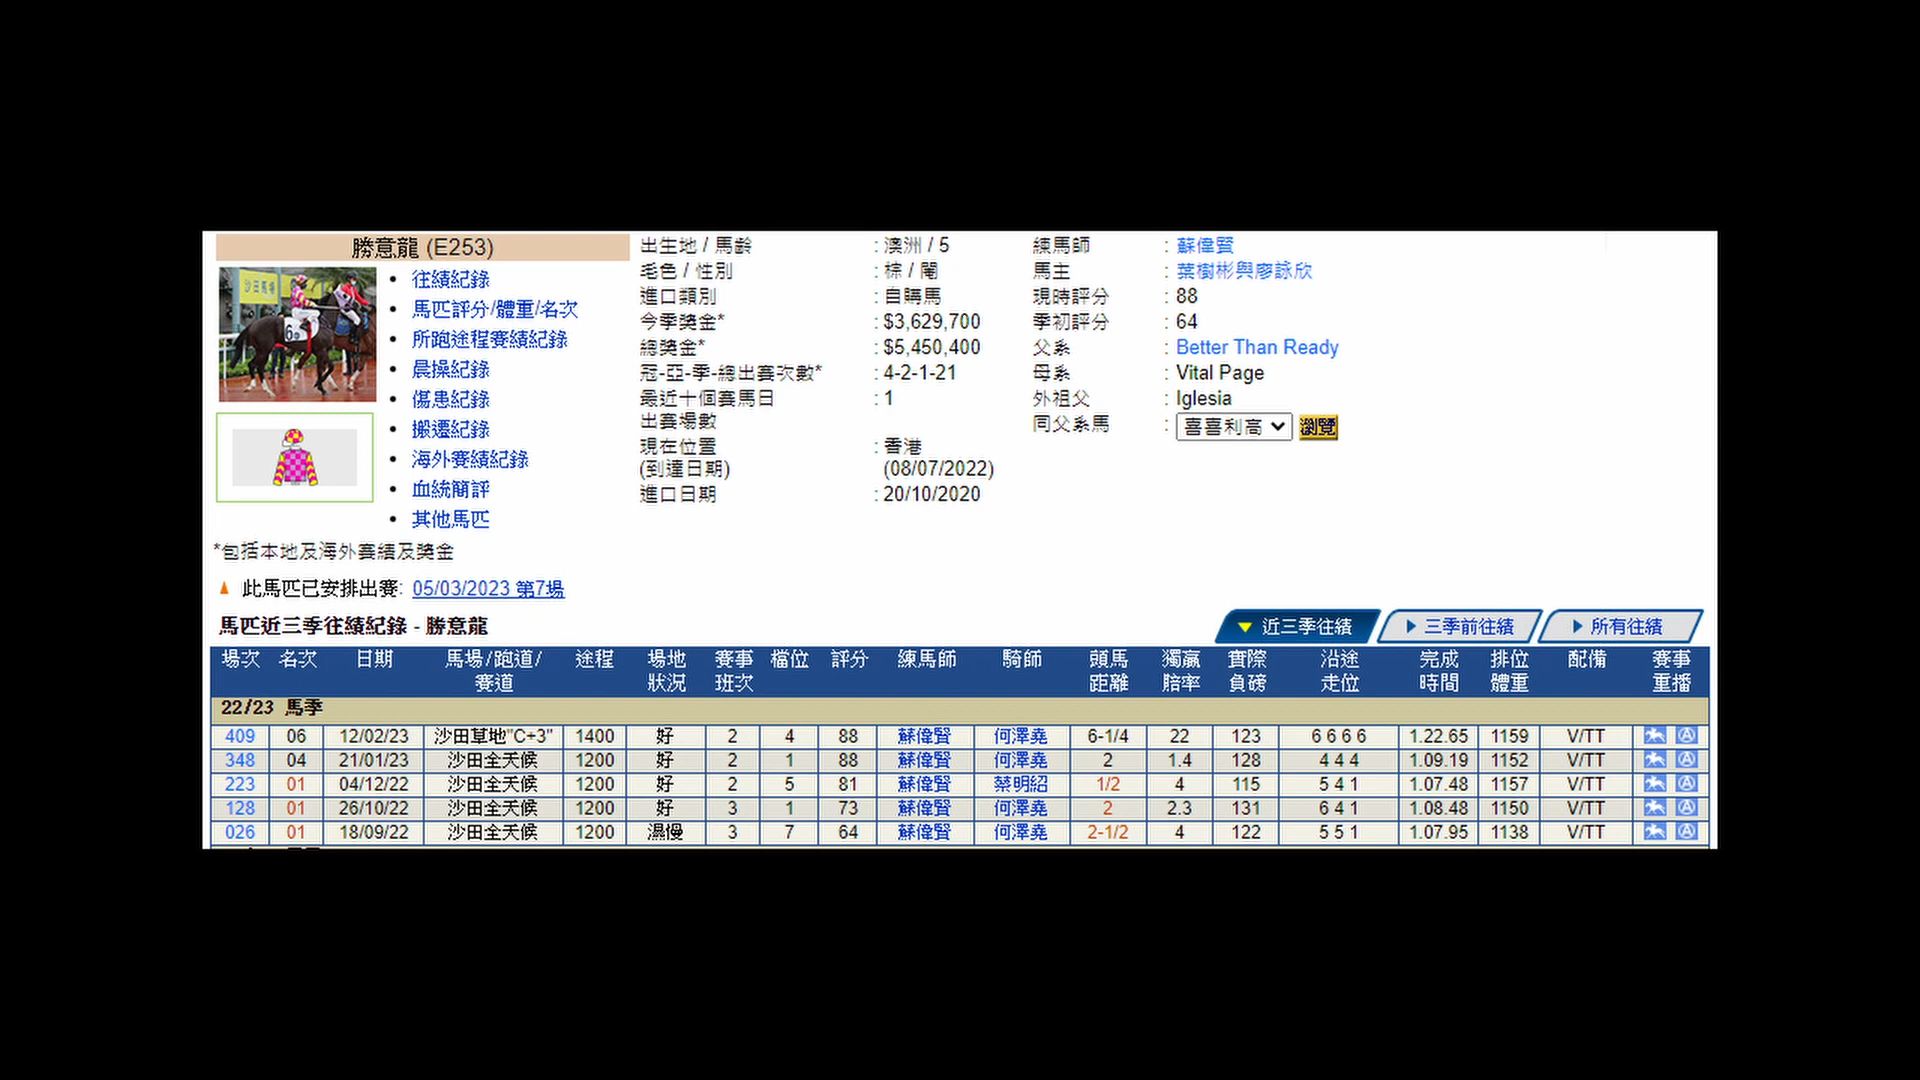 勝意龍 (E253)
往績紀錄
馬匹評分/體重/名次
所跑途程賽績紀錄
晨操紀錄
傷患紀錄
搬遷紀錄
海外賽績紀錄
血統簡評
其他馬匹
出生地 / 馬齡 : 澳洲 / 5
毛色 / 性別 : 棕 / 閹
進口類別 : 自購馬
今季獎金* : $3,629,700
總獎金* : $5,450,400
冠-亞-季-總出賽次數* : 4-2-1-21
最近十個賽馬日 : 1
出賽場數
現在位置 : 香港
(到達日期) (08/07/2022)
進口日期 : 20/10/2020
練馬師 : 蘇偉賢
馬主 : 葉樹彬與廖詠欣
現時評分 : 88
季初評分 : 64
父系 : Better Than Ready
母系 : Vital Page
外祖父 : Iglesia
同父系馬 : 喜喜利高 瀏覽
*包括本地及海外賽績及獎金
此馬匹已安排出賽: 05/03/2023 第7場
馬匹近三季往績紀錄 - 勝意龍
近三季往績 三季前往績 所有往績
場次 名次 日期 馬場/跑道/賽道 途程 場地狀況 賽事班次 檔位 評分 練馬師 騎師 頭馬距離 獨贏賠率 實際負磅 沿途走位 完成時間 排位體重 配備 賽事重播
22/23 馬季
409 06 12/02/23 沙田草地"C+3" 1400 好 2 4 88 蘇偉賢 何澤堯 6-1/4 22 123 6 6 6 6 1.22.65 1159 V/TT
348 04 21/01/23 沙田全天候 1200 好 2 1 88 蘇偉賢 何澤堯 2 1.4 128 4 4 4 1.09.19 1152 V/TT
223 01 04/12/22 沙田全天候 1200 好 2 5 81 蘇偉賢 蔡明紹 1/2 4 115 5 4 1 1.07.48 1157 V/TT
128 01 26/10/22 沙田全天候 1200 好 3 1 73 蘇偉賢 何澤堯 2 2.3 131 6 4 1 1.08.48 1150 V/TT
026 01 18/09/22 沙田全天候 1200 濕慢 3 7 64 蘇偉賢 何澤堯 2-1/2 4 122 5 5 1 1.07.95 1138 V/TT